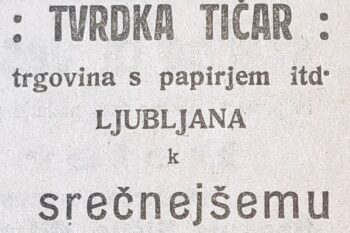 : TVRDKA TIČAR :
trgovina s papirjem itd.
LJUBLJANA
k
srečnejšemu